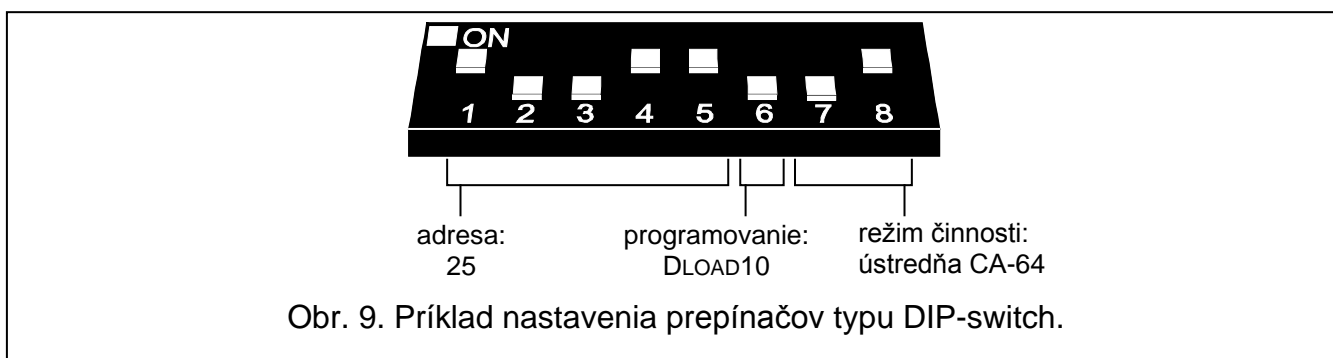 ON
1 2 3 4 5 6 7 8
adresa: programovanie: režim činnosti:
25 DLOAD10 ústredňa CA-64
Obr. 9. Príklad nastavenia prepínačov typu DIP-switch.